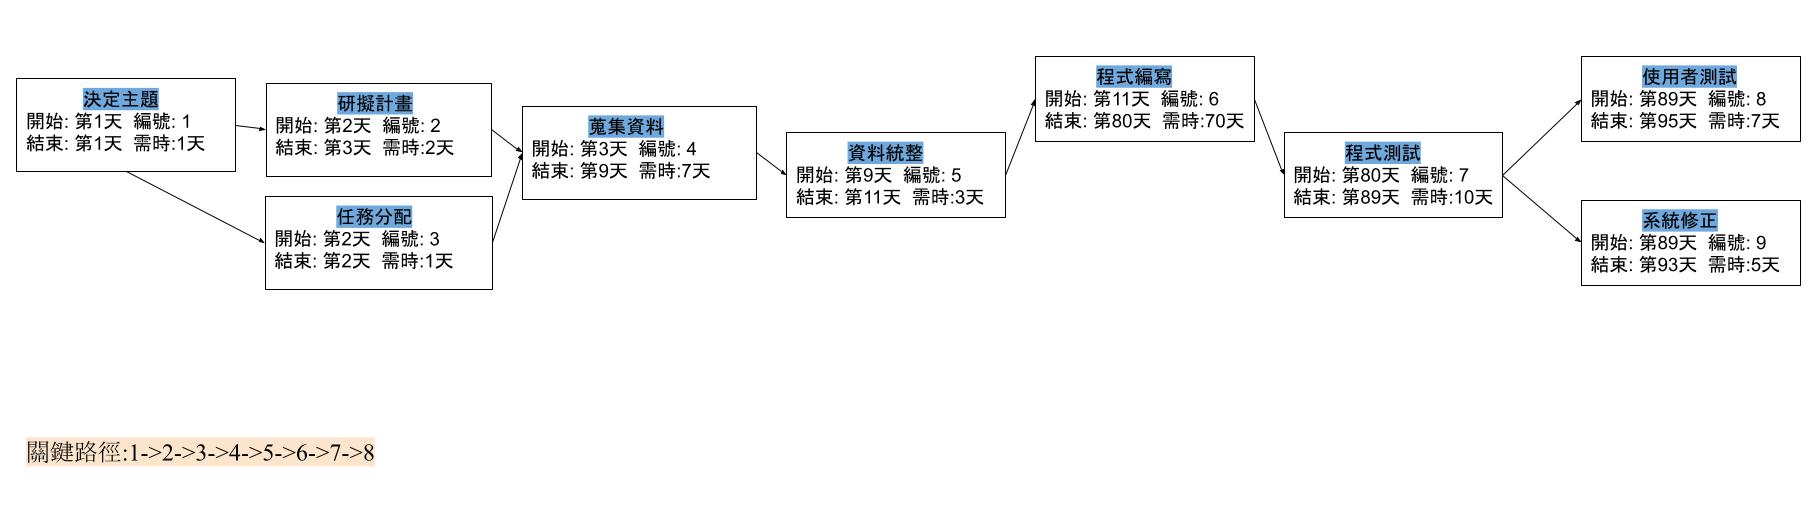 決定主題
開始: 第1天 編號: 1
結束: 第1天 需時:1天
研擬計畫
開始: 第2天 編號: 2
結束: 第3天 需時:2天
任務分配
開始: 第2天 編號: 3
結束: 第2天 需時:1天
蒐集資料
開始: 第3天 編號: 4
結束: 第9天 需時:7天
資料統整
開始: 第9天 編號: 5
結束: 第11天 需時:3天
程式編寫
開始: 第11天 編號: 6
結束: 第80天 需時:70天
程式測試
開始: 第80天 編號: 7
結束: 第89天 需時:10天
使用者測試
開始: 第89天 編號: 8
結束: 第95天 需時:7天
系統修正
開始: 第89天 編號: 9
結束: 第93天 需時:5天
關鍵路徑:1->2->3->4->5->6->7->8